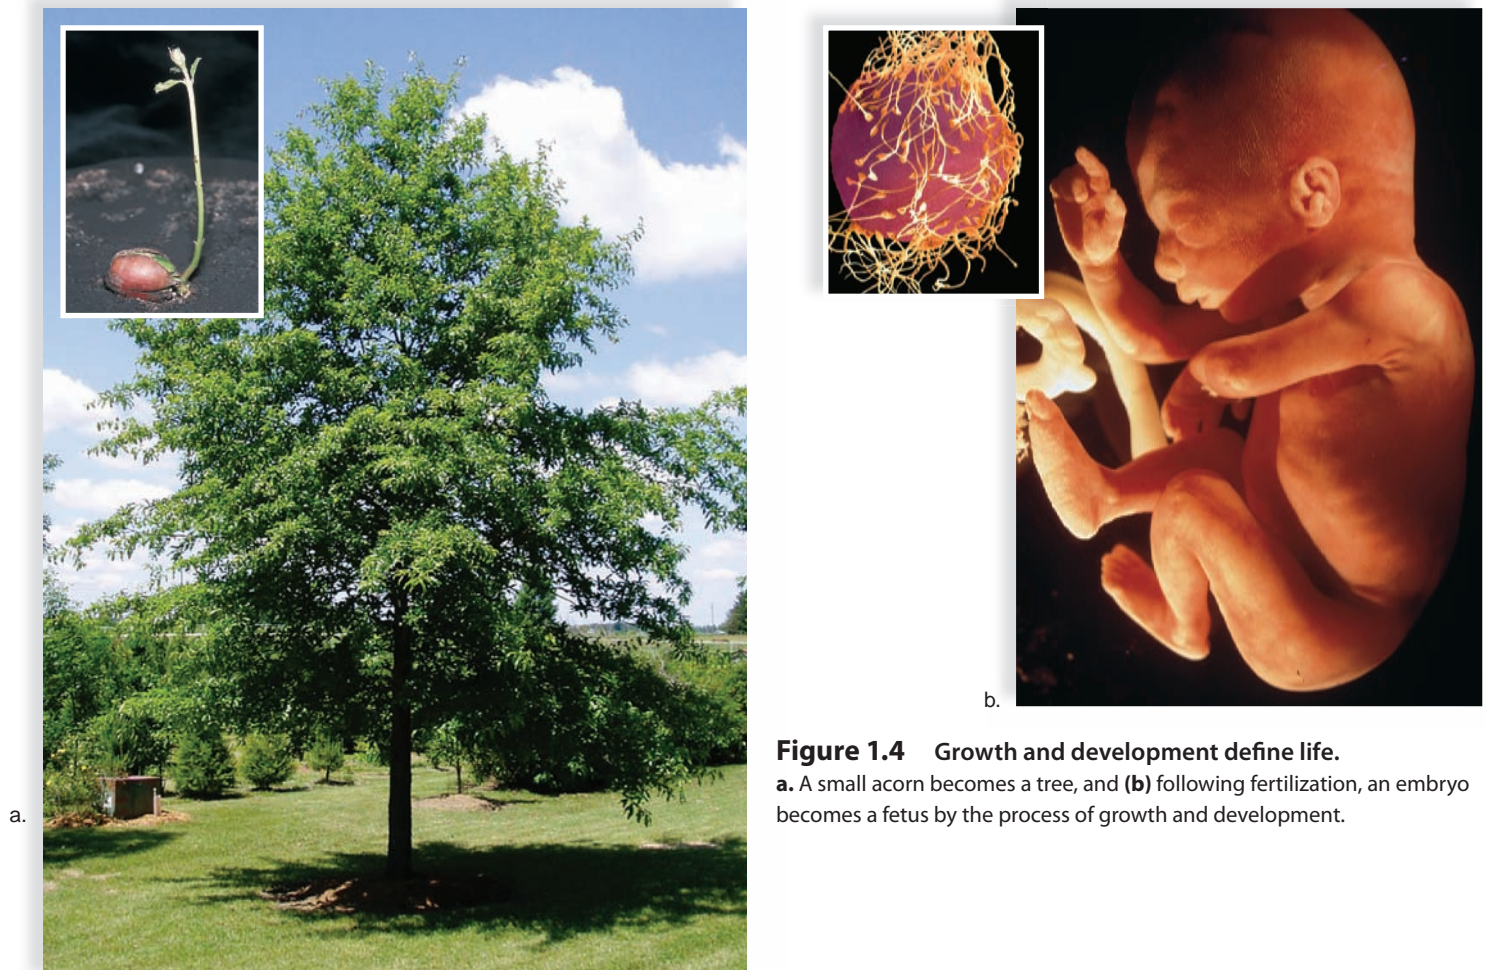 a.
b.
Figure 1.4 Growth and development define life.
a. A small acorn becomes a tree, and (b) following fertilization, an embryo
becomes a fetus by the process of growth and development.